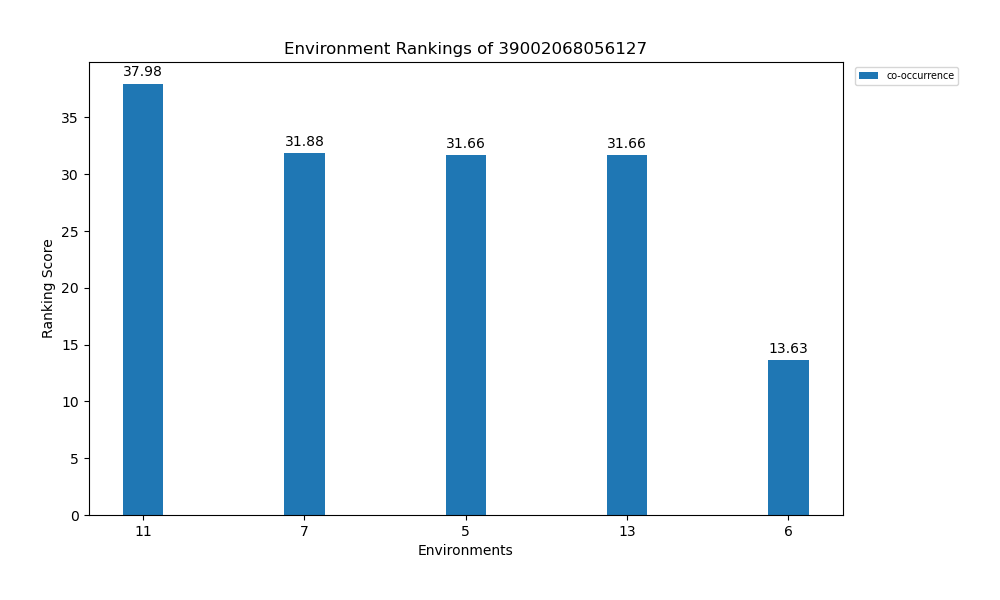 Environment Rankings of 39002068056127
co-occurrence
37.98
31.88
31.66
31.66
13.63
Ranking Score
35
30
25
20
15
10
5
0
11 7 5 13 6
Environments